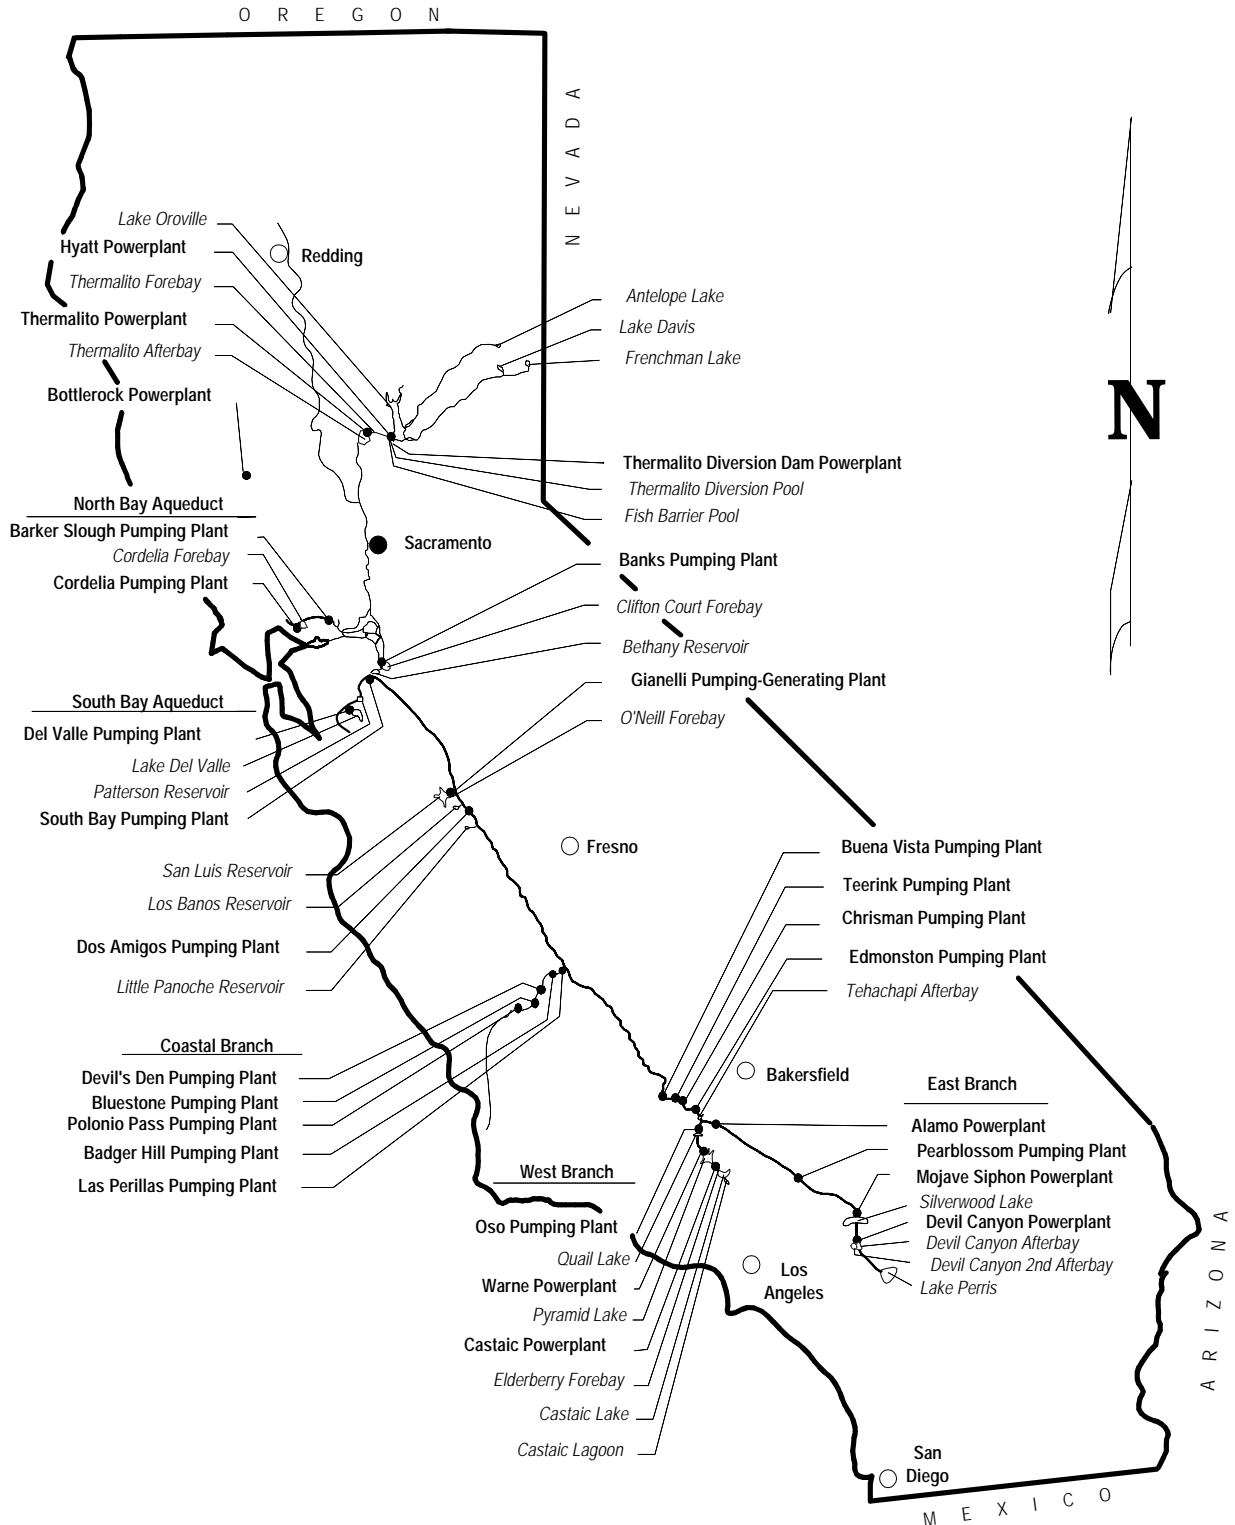 OREGON
NEVADA
Lake Oroville
Hyatt Powerplant
Redding
Thermalito Forebay
Antelope Lake
Thermalito Powerplant
Lake Davis
Thermalito Afterbay
Frenchman Lake
Bottlerock Powerplant
N
Thermalito Diversion Dam Powerplant
Thermalito Diversion Pool
North Bay Aqueduct
Fish Barrier Pool
Barker Slough Pumping Plant
Sacramento
Cordelia Forebay
Banks Pumping Plant
Cordelia Pumping Plant
Clifton Court Forebay
Bethany Reservoir
Gianelli Pumping-Generating Plant
South Bay Aqueduct
O'Neill Forebay
Del Valle Pumping Plant
Lake Del Valle
Patterson Reservoir
South Bay Pumping Plant
Fresno
Buena Vista Pumping Plant
San Luis Reservoir
Teerink Pumping Plant
Los Banos Reservoir
Chrisman Pumping Plant
Dos Amigos Pumping Plant
Edmonston Pumping Plant
Little Panoche Reservoir
Tehachapi Afterbay
Coastal Branch
Devil's Den Pumping Plant
Bakersfield
East Branch
Bluestone Pumping Plant
Polonio Pass Pumping Plant
Alamo Powerplant
Badger Hill Pumping Plant
Pearblossom Pumping Plant
Las Perillas Pumping Plant
West Branch
Mojave Siphon Powerplant
Silverwood Lake
Oso Pumping Plant
Devil Canyon Powerplant
Devil Canyon Afterbay
Quail Lake
Devil Canyon 2nd Afterbay
Los
Angeles
Warne Powerplant
Lake Perris
Pyramid Lake
Castaic Powerplant
ARIZONA
Elderberry Forebay
Castaic Lake
Castaic Lagoon
San
Diego
MEXICO